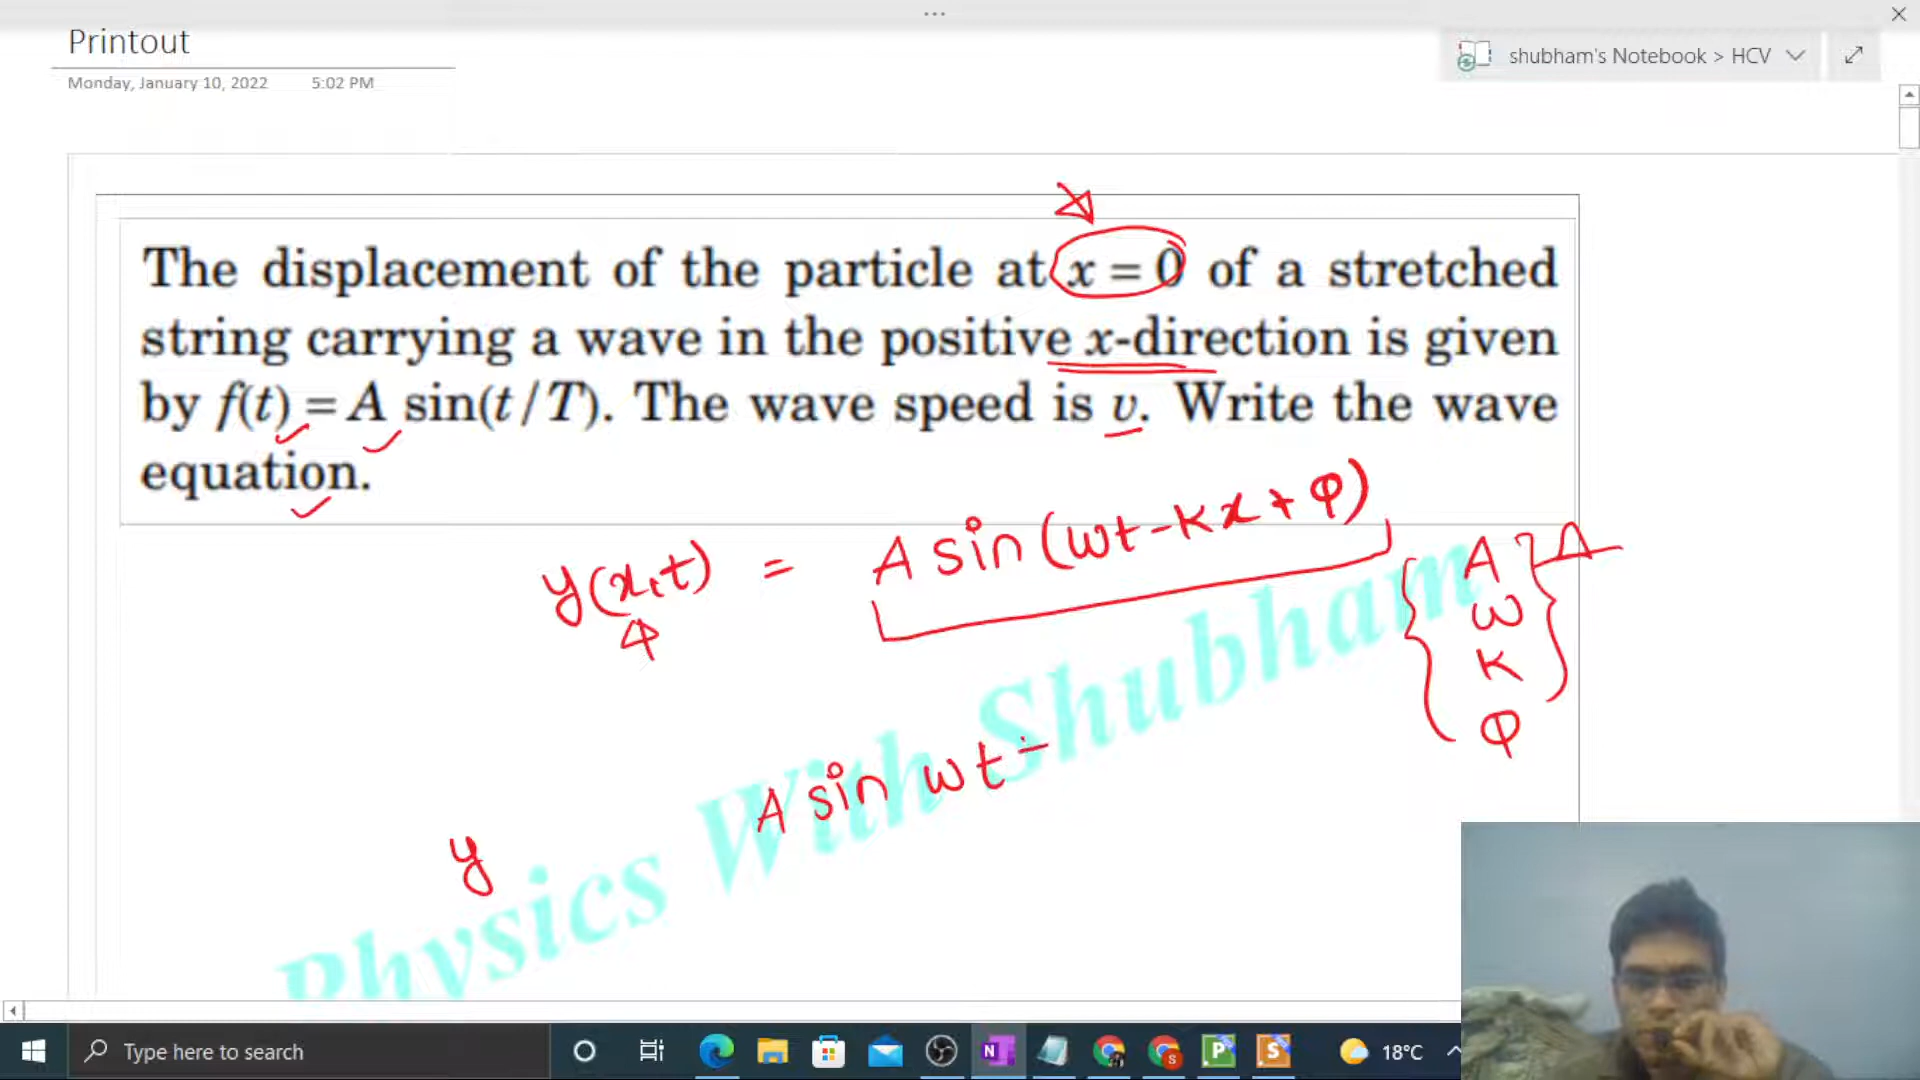 Printout
Monday, January 10, 2022 5:02 PM
shubham's Notebook > HCV
The displacement of the particle at x = 0 of a stretched
string carrying a wave in the positive x-direction is given
by f(t) = A sin(t/T). The wave speed is v. Write the wave
equation.
y(x,t) = A sin(ωt-Kx+φ)
A
A
ω
K
φ
A sin ωt -
y
Physics With Shubham
Type here to search
18°C